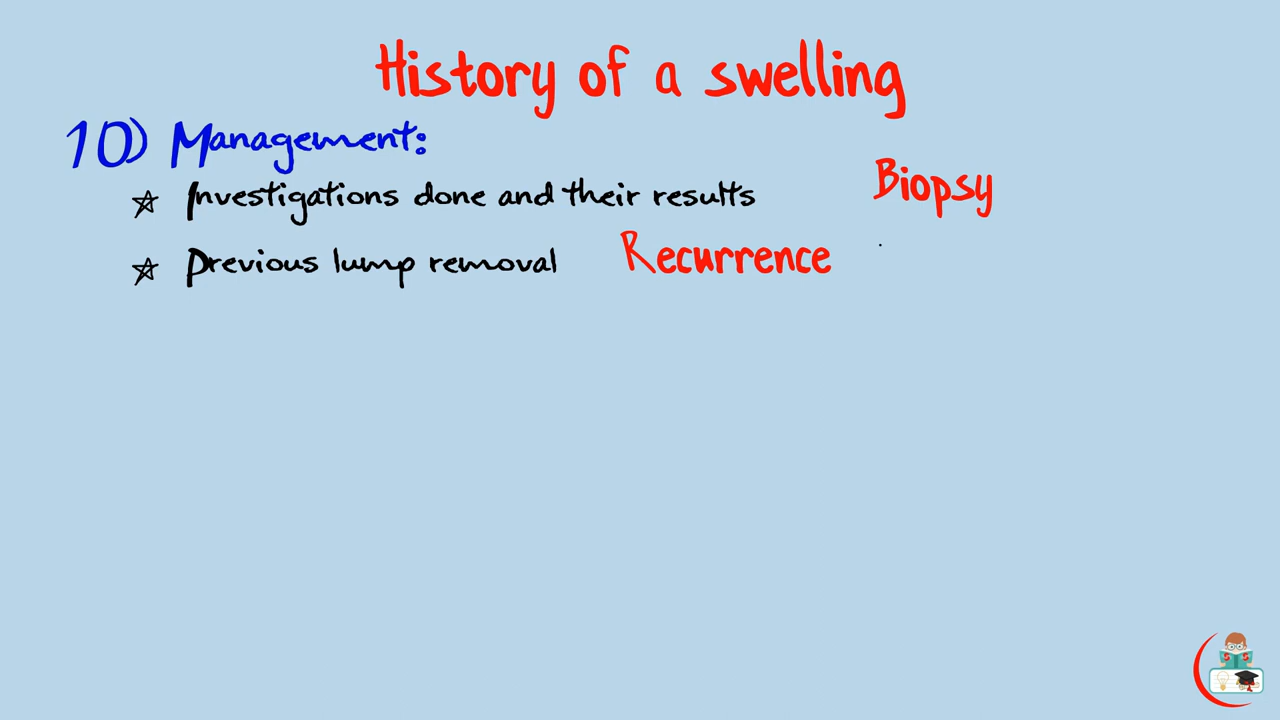 History of a swelling
10) Management:
☆ Investigations done and their results Biopsy
☆ Previous lump removal Recurrence